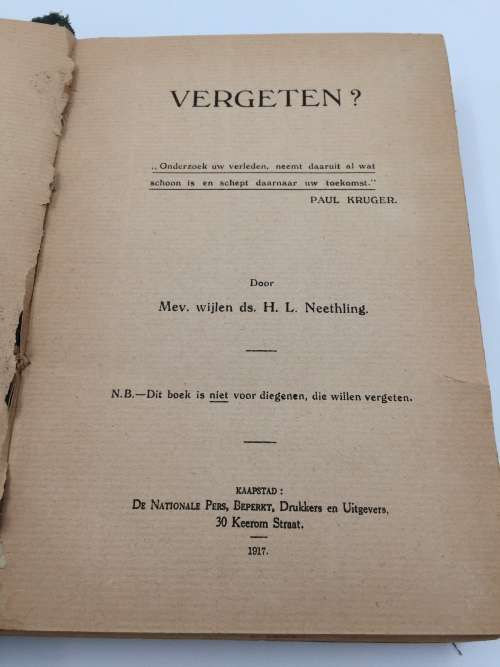 VERGETEN?
„Onderzoek uw verleden, neemt daaruit al wat
schoon is en schept daarnaar uw toekomst."
PAUL KRUGER.
Door
Mev. wijlen ds. H. L. Neethling.
N.B.—Dit boek is niet voor diegenen, die willen vergeten.
KAAPSTAD:
DE NATIONALE PERS, BEPERKT, Drukkers en Uitgevers,
30 Keerom Straat.
1917.